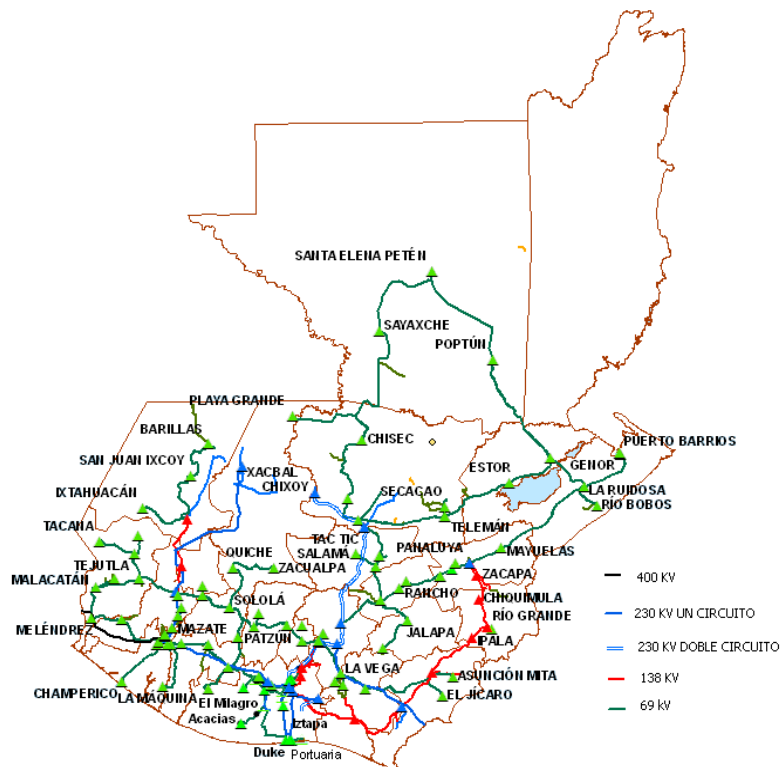 SANTA ELENA PETÉN
SAYAXCHE
POPTÚN
PLAYA GRANDE
BARILLAS
CHISEC
PUERTO BARRIOS
SAN JUAN IXCOY
XACBAL
ESTOR
GENOR
CHIXOY
SECACAO
LA RUIDOSA
IXTAHUACÁN
RÍO BOBOS
TACANA
TELEMÁN
TAC TIC
PANALUYA
MAYUELAS
TEJUTLA
QUICHE
SALAMÁ
ZACUALPA
ZACAPA
MALACATÁN
RANCHO
CHIQUIMULA
SOLOLÁ
RÍO GRANDE
MELÉNDREZ
MAZATE
PATZÚN
JALAPA
IPALA
LA VEGA
ASUNCIÓN MITA
CHAMPERICO
LA MAQUINA
El Milagro
EL JÍCARO
Acacias
Iztapa
Duke
Portuaria
400 KV
230 KV UN CIRCUITO
230 KV DOBLE CIRCUITO
138 KV
69 kV